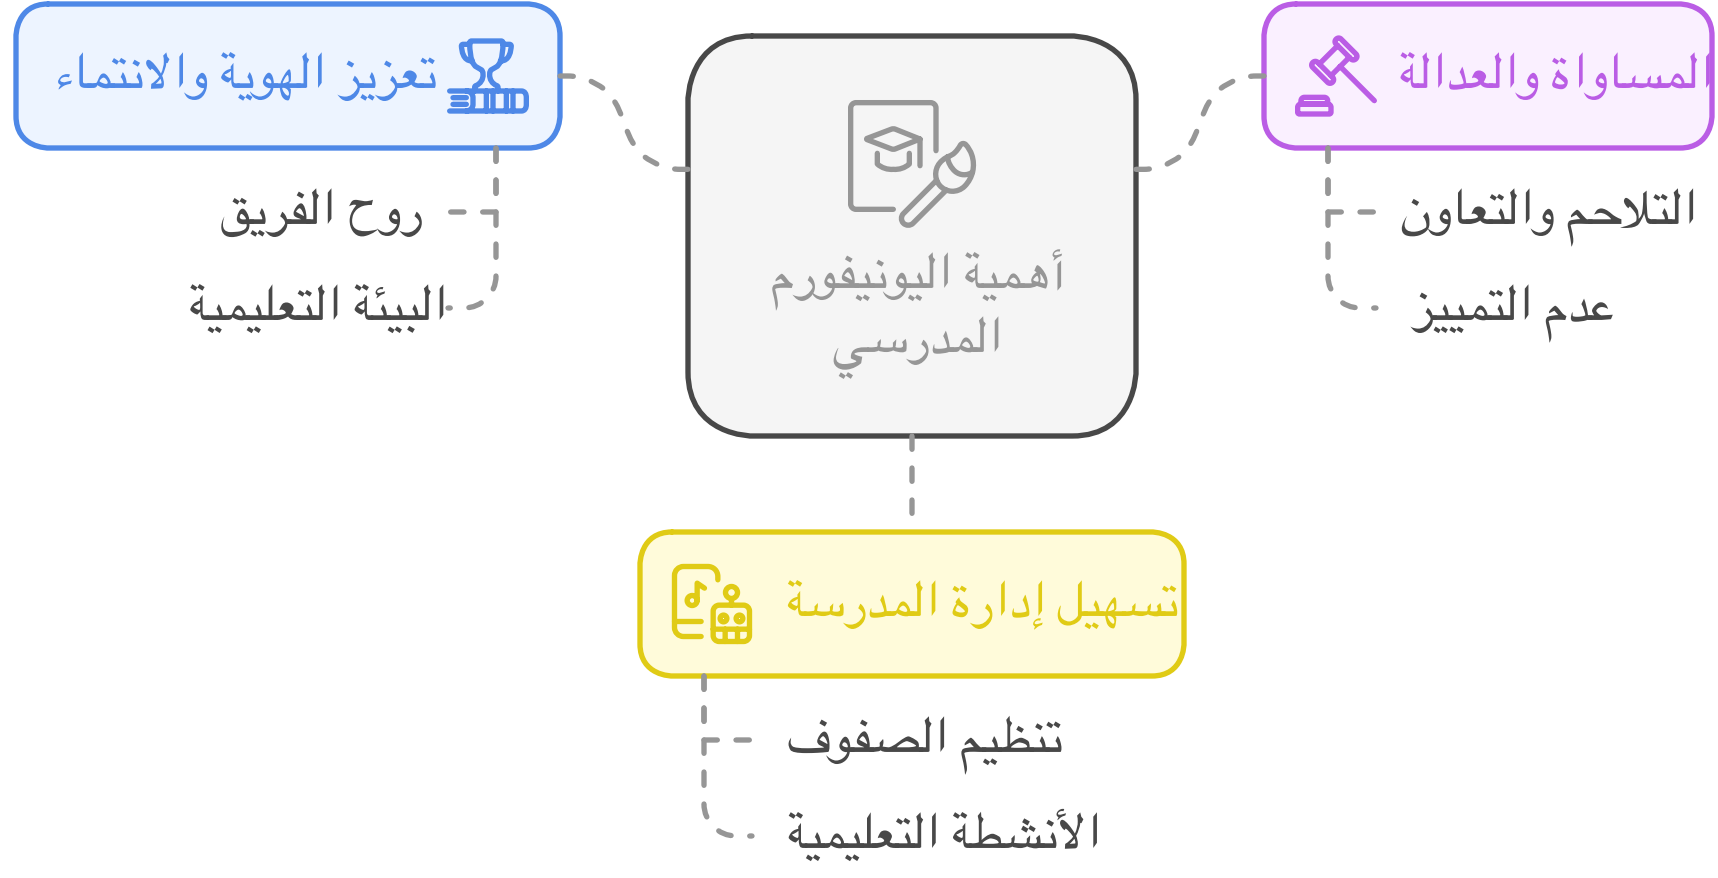 أهمية اليونيفورم
المدرسي
المساواة والعدالة
التلاحم والتعاون
عدم التمييز
تعزيز الهوية والانتماء
روح الفريق
البيئة التعليمية
تسهيل إدارة المدرسة
تنظيم الصفوف
الأنشطة التعليمية